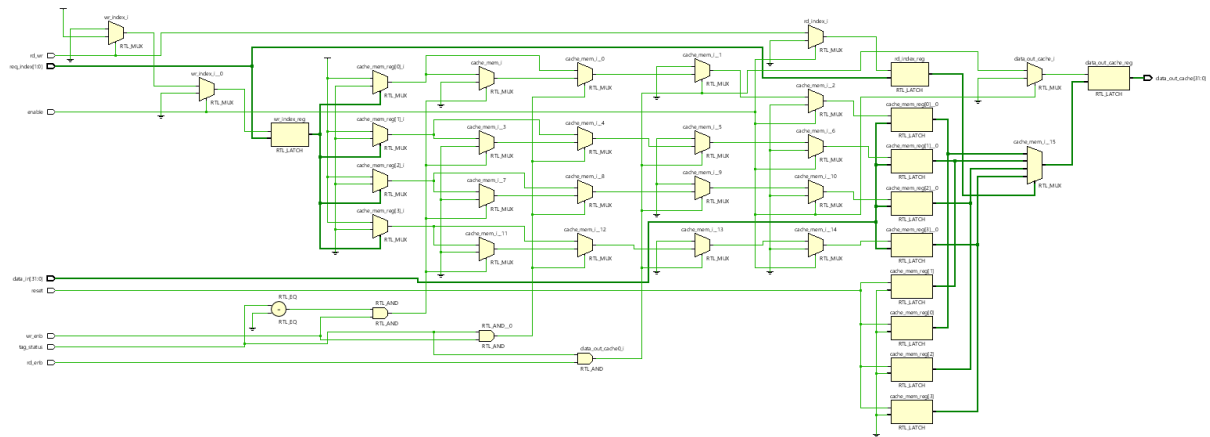 wr_index_i
RTL_MUX
rd_index_i
RTL_MUX
rd_wr
req_index[1:0]
wr_index_i__0
RTL_MUX
enable
wr_index_reg
RTL_LATCH
cache_mem_reg[0]_i
RTL_MUX
cache_mem_i
RTL_MUX
cache_mem_i__0
RTL_MUX
cache_mem_i__1
RTL_MUX
cache_mem_i__2
RTL_MUX
rd_index_reg
RTL_LATCH
data_out_cache_i
RTL_MUX
data_out_cache_reg
RTL_LATCH
data_out_cache[31:0]
cache_mem_reg[0]__0
RTL_LATCH
cache_mem_reg[1]_i
RTL_MUX
cache_mem_i__3
RTL_MUX
cache_mem_i__4
RTL_MUX
cache_mem_i__5
RTL_MUX
cache_mem_i__6
RTL_MUX
cache_mem_reg[1]__0
RTL_LATCH
cache_mem_i__15
RTL_MUX
cache_mem_reg[2]_i
RTL_MUX
cache_mem_i__7
RTL_MUX
cache_mem_i__8
RTL_MUX
cache_mem_i__9
RTL_MUX
cache_mem_i__10
RTL_MUX
cache_mem_reg[2]__0
RTL_LATCH
cache_mem_reg[3]_i
RTL_MUX
cache_mem_i__11
RTL_MUX
cache_mem_i__12
RTL_MUX
cache_mem_i__13
RTL_MUX
cache_mem_i__14
RTL_MUX
cache_mem_reg[3]__0
RTL_LATCH
data_in[31:0]
reset
cache_mem_reg[1]
RTL_LATCH
RTL_EQ
RTL_EQ
RTL_AND
RTL_AND
cache_mem_reg[0]
RTL_LATCH
wr_enb
tag_status
RTL_AND__0
RTL_AND
rd_enb
data_out_cache0_i
RTL_AND
cache_mem_reg[2]
RTL_LATCH
cache_mem_reg[3]
RTL_LATCH